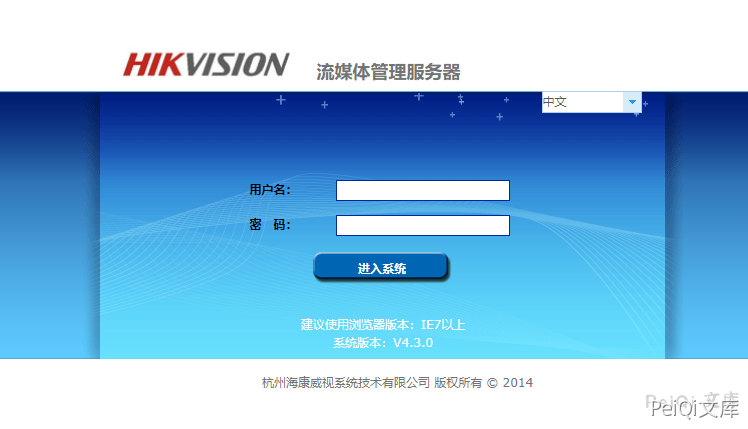 HIKVISION 流媒体管理服务器
中文
用户名：
密 码：
进入系统
建议使用浏览器版本：IE7以上
系统版本：V4.3.0
杭州海康威视系统技术有限公司 版权所有 © 2014
PeiQi 文库
PeiQi文库